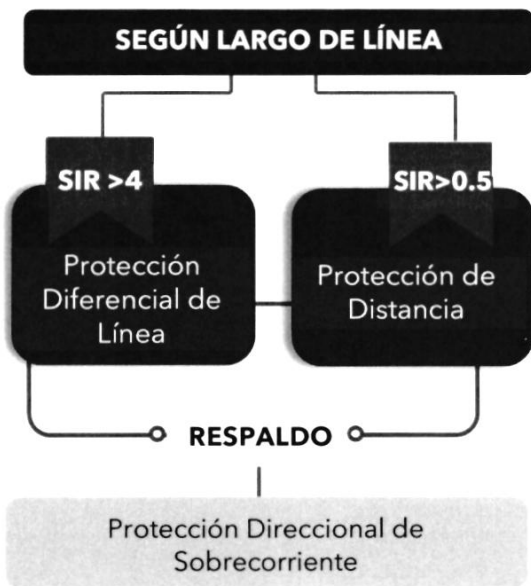 SEGÚN LARGO DE LÍNEA
SIR >4
SIR>0.5
Protección
Diferencial de
Línea
Protección de
Distancia
RESPALDO
Protección Direccional de
Sobrecorriente